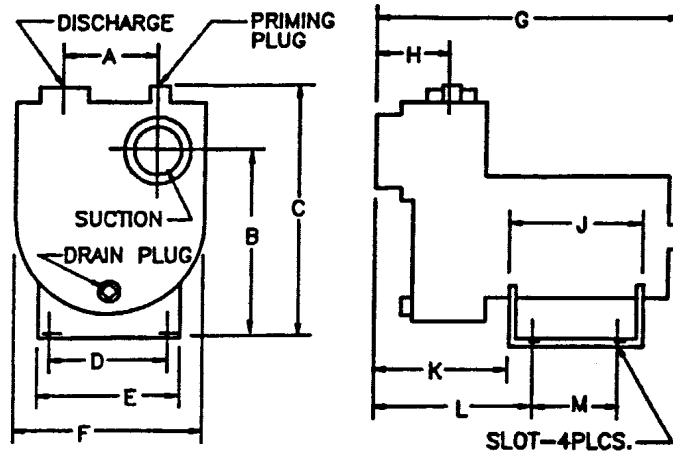 DISCHARGE
PRIMING
PLUG
A
G
H
SUCTION
C
B
J
DRAIN PLUG
D
K
E
L
M
F
SLOT-4PLCS.